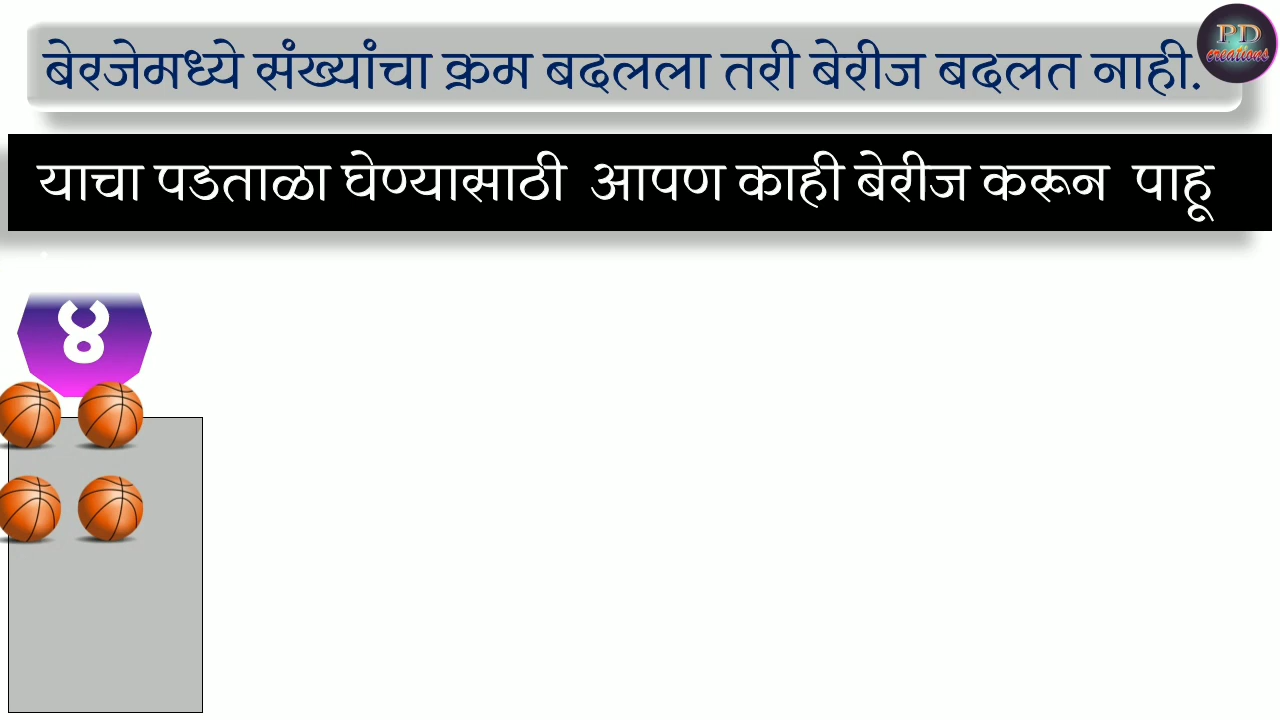 बेरजेमध्ये संख्यांचा क्रम बदलला तरी बेरीज बदलत नाही.
PD
creations
याचा पडताळा घेण्यासाठी आपण काही बेरीज करून पाहू
४